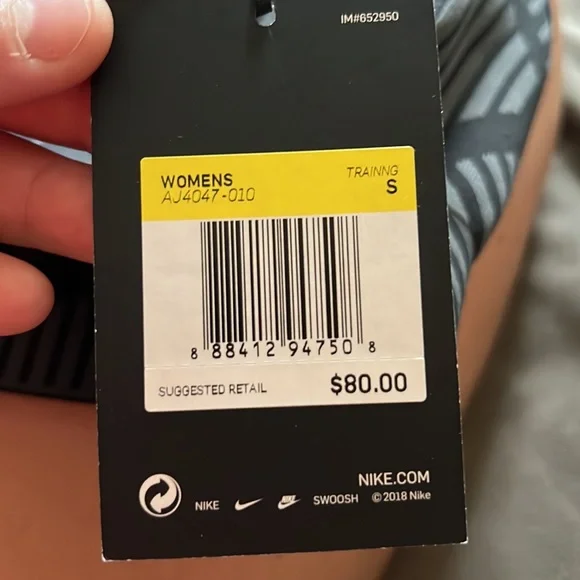 IM#652950
WOMENS TRAINNG
AJ4047-010 S
8 88412 94750 8
SUGGESTED RETAIL $80.00
NIKE.COM
NIKE NIKE SWOOSH ©2018 Nike